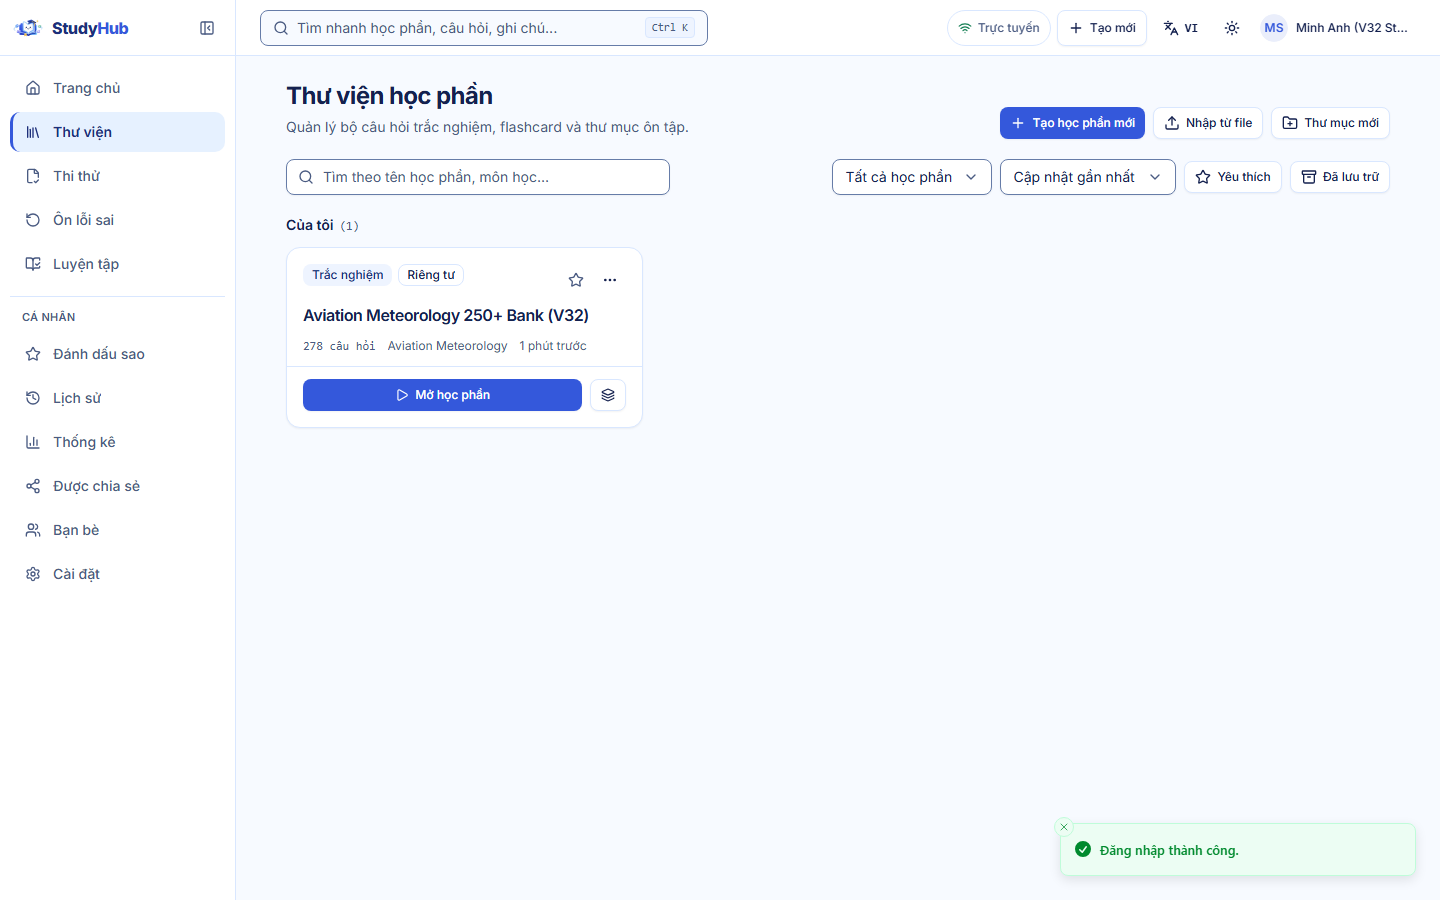 StudyHub
Tìm nhanh học phần, câu hỏi, ghi chú...
Ctrl K
Trực tuyến
Tạo mới
VI
MS
Minh Anh (V32 St...
Trang chủ
Thư viện
Thi thử
Ôn lỗi sai
Luyện tập
CÁ NHÂN
Đánh dấu sao
Lịch sử
Thống kê
Được chia sẻ
Bạn bè
Cài đặt
Thư viện học phần
Quản lý bộ câu hỏi trắc nghiệm, flashcard và thư mục ôn tập.
Tạo học phần mới
Nhập từ file
Thư mục mới
Tìm theo tên học phần, môn học...
Tất cả học phần
Cập nhật gần nhất
Yêu thích
Đã lưu trữ
Của tôi (1)
Trắc nghiệm
Riêng tư
Aviation Meteorology 250+ Bank (V32)
278 câu hỏi Aviation Meteorology 1 phút trước
Mở học phần
Đăng nhập thành công.